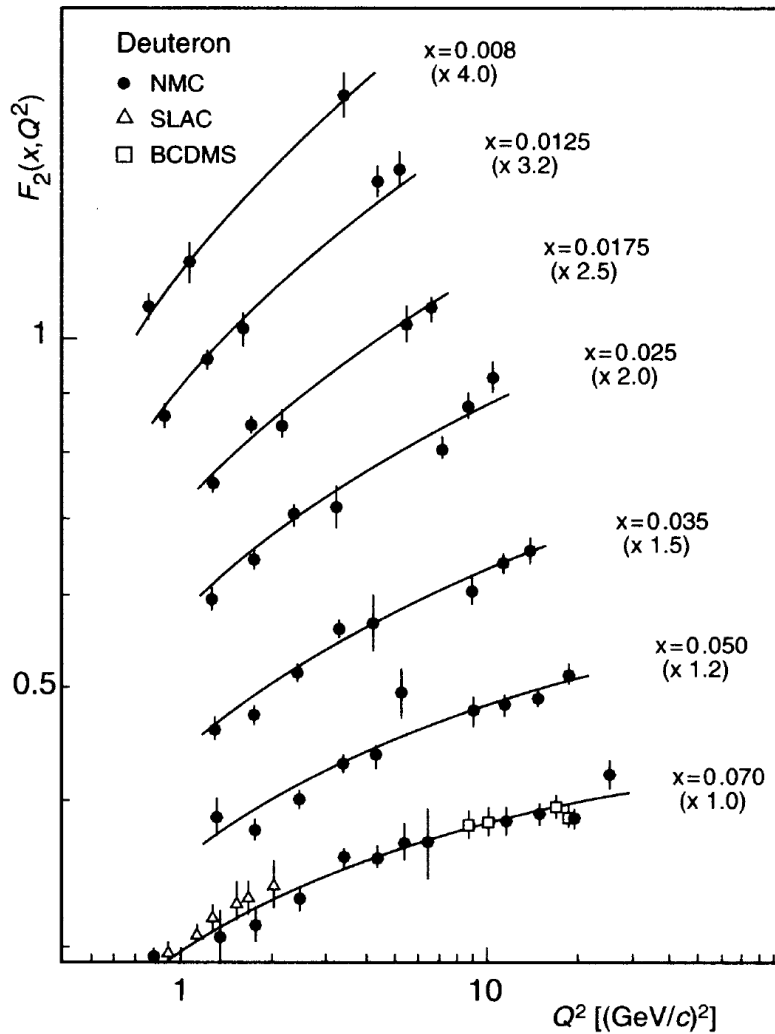 Deuteron
NMC
SLAC
BCDMS
x=0.008
(x 4.0)
x=0.0125
(x 3.2)
x=0.0175
(x 2.5)
x=0.025
(x 2.0)
x=0.035
(x 1.5)
x=0.050
(x 1.2)
x=0.070
(x 1.0)
F₂(x,Q²)
1
0.5
1
10
Q² [(GeV/c)²]